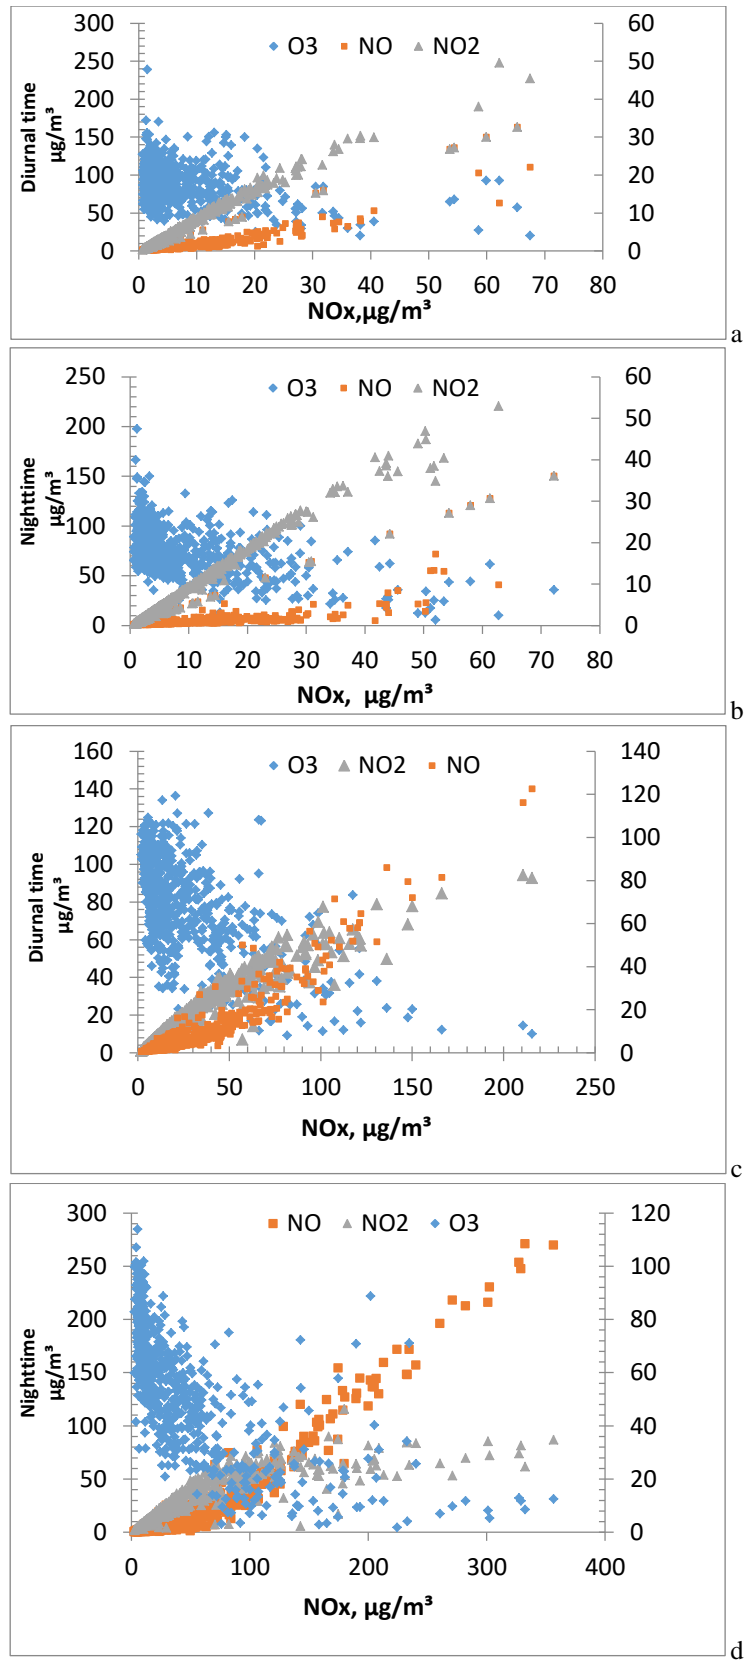 300 60
O3 NO NO2
250 50
200 40
150 30
100 20
50 10
0 0
0 10 20 30 40 50 60 70 80
Diurnal time
µg/m³
NOx,µg/m³
a
250 60
O3 NO NO2
200 50
150 40
100 30
50 20
0 10
0
0 10 20 30 40 50 60 70 80
Nighttime
µg/m³
NOx, µg/m³
b
160 140
O3 NO2 NO
140 120
120 100
100 80
80 60
60 40
40 20
20 0
0
0 50 100 150 200 250
Diurnal time
µg/m³
NOx, µg/m³
c
300 120
NO NO2 O3
250 100
200 80
150 60
100 40
50 20
0 0
0 100 200 300 400
Nighttime
µg/m³
NOx, µg/m³
d